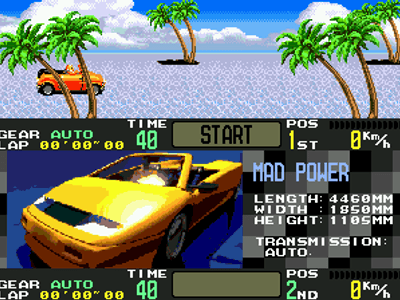 TIME
POS
GEAR AUTO 40 START 1ST 0Km/h
LAP 00'00"00
MAD POWER
LENGTH: 4460MM
WIDTH : 1850MM
HEIGHT: 1105MM
TRANSMISSION:
AUTO.
TIME
POS
GEAR AUTO 40 2ND 0Km/h
LAP 00'00"00